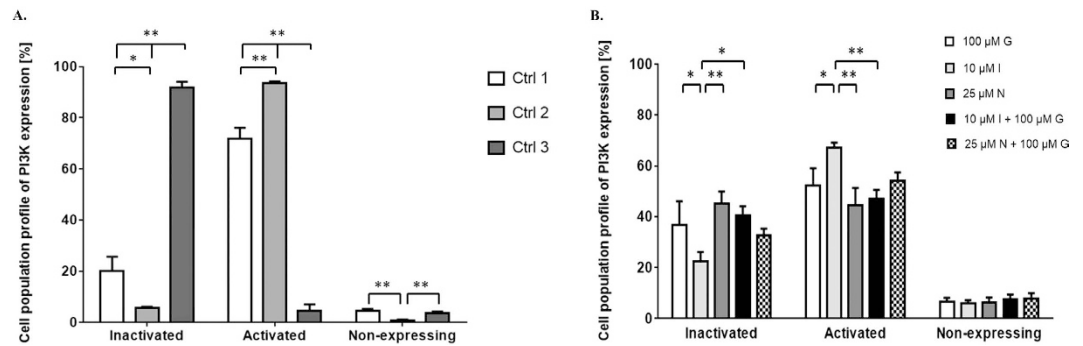 A.
Cell population profile of PI3K expression [%]
100
80
60
40
20
0
*
**
**
**
**
**
Inactivated
Activated
Non-expressing
Ctrl 1
Ctrl 2
Ctrl 3
B.
Cell population profile of PI3K expression [%]
100
80
60
40
20
0
*
*
**
**
*
**
Inactivated
Activated
Non-expressing
100 µM G
10 µM I
25 µM N
10 µM I + 100 µM G
25 µM N + 100 µM G